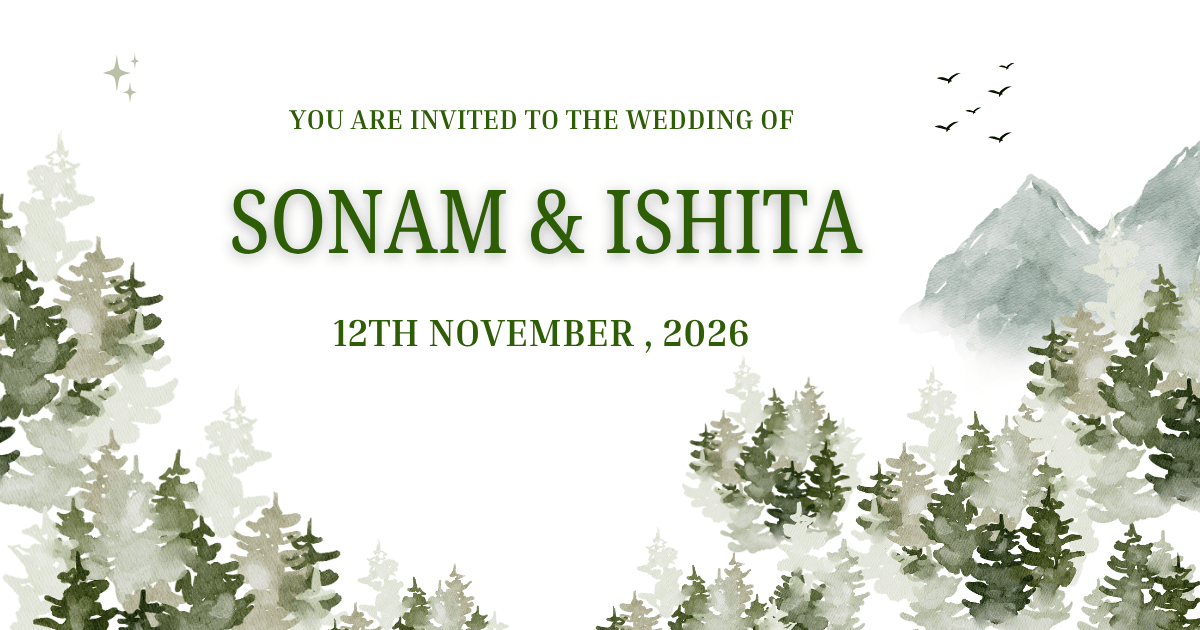 YOU ARE INVITED TO THE WEDDING OF
SONAM & ISHITA
12TH NOVEMBER , 2026